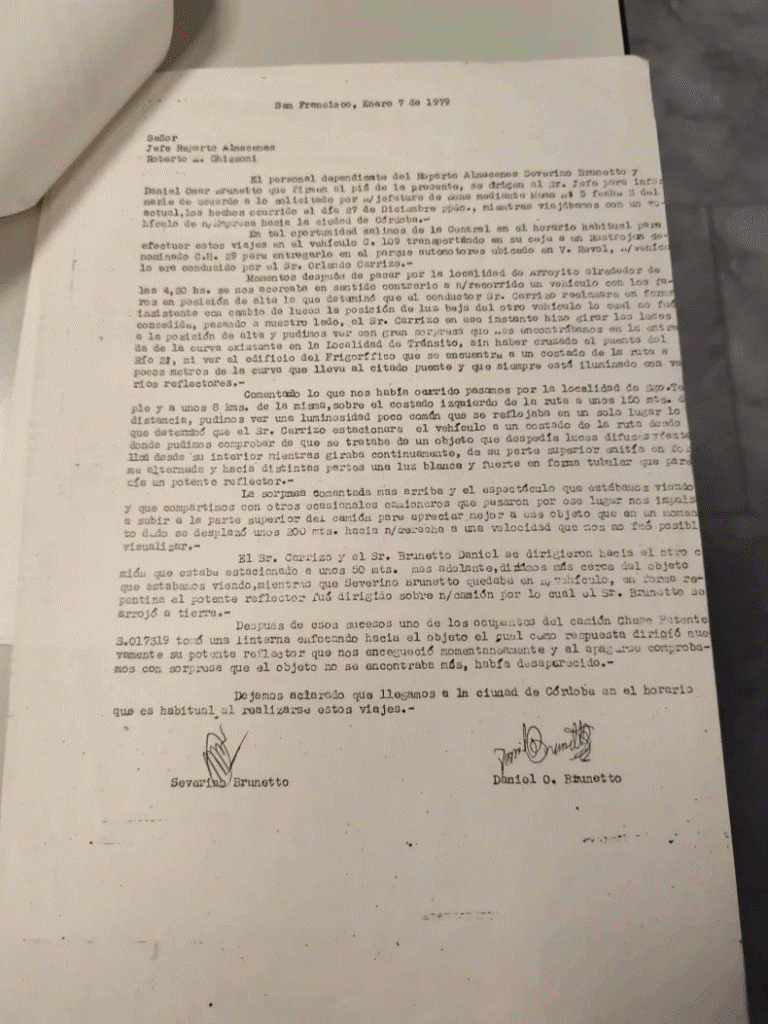 San Francisco, Enero 7 de 1979
Señor
Jefe Reparto Almacenes
Roberto A. Ghizzoni
El personal dependiente del Reparto Almacenes Severino Brunetto y
Daniel Omar Brunetto que firman al pié de la presente, se dirigen al Sr. Jefe para infor
marle de acuerdo a lo solicitado por n/jefatura de Zona mediante Memo 5 fecha 3 del
actual,los hechos ocurrido el día 27 de Diciembre ppdo., mientras viajábamos con un ve-
hículo de n/Empresa hacia la ciudad de Córdoba.-
En tal oportunidad salimos de la Central en el horario habitual para
efectuar estos viajes en el vehículo C. 109 transportando en su caja a un Rastrojero de-
nominado C.H. 29 para entregarlo en el parque automotores ubicado en V. Revol, n/vehícu
lo era conducido por el Sr. Orlando Carrizo.-
Momentos después de pasar por la localidad de Arroyito alrededor de
las 4,20 hs. se nos acercaba en sentido contrario a n/recorrido un vehículo con los fa-
ros en posición de alta lo que detuminó que el conductor Sr. Carrizo reclamara en forma
insistente con cambio de luces la posición de luz baja del otro vehículo lo cual no fué
concedida, pasando a nuestro lado, el Sr. Carrizo en ese instante hizo girar las luces
a la posición de alta y pudimos ver con gran sorpresa que nos encontrábamos en la entra
da de la curva existente en la Localidad de Tránsito, sin haber cruzado el puente del
Río 2º, ni ver el edificio del Frigorífico que se encuentra a un costado de la ruta a
pocos metros de la curva que lleva al citado puente y que siempre está iluminado con va
rios reflectores.-
Comentado lo que nos había ocurrido pasamos por la localidad de Sgo.Te
ple y a unos 8 kms. de la misma,sobre el costado izquierdo de la ruta a unos 150 mts. d
distancia, pudimos ver una luminosidad poco común que se reflejaba en un solo lugar lo
que determinó que el Sr. Carrizo estacionara el vehículo a un costado de la ruta desde
donde pudimos comprobar de que se trataba de un objeto que despedía luces difusas y deste
llos desde su interior mientras giraba continuamente, de su parte superior emitía en for
ma alternada y hacia distintas partes una luz blanca y fuerte en forma tubular que pare
cía un potente reflector.-
La sorpresa comentada mas arriba y el espectáculo que estábamos viendo
y que compartimos con otros ocasionales camioneros que pasaron por ese lugar nos impuls
a subir a la parte superior del camión para apreciar mejor a ese objeto que en un momen
to dado se desplazó unos 200 mts. hacia n/derecha a una velocidad que nos no fué posibl
visualizar.-
El Sr. Carrizo y el Sr. Brunetto Daniel se dirigieron hacia el otro c
mión que estaba estacionado a unos 50 mts. mas adelante, más cerca del objeto
que estabamos viendo,mientras que Severino Brunetto quedaba en n/vehículo, en forma re-
pentina el potente reflector fué dirigido sobre n/camión por lo cual el Sr. Brunetto se
arrojó a tierra.-
Despues de esos sucesos uno de los ocupantes del camión Chapa Patente
S.017319 tomó una linterna enfocando hacia el objeto el cual como respuesta dirigió nue-
vamente su potente reflector que nos encegueció momentaneamente y al apagarse comproba-
mos con sorpresa que el objeto no se encontraba más, había desaparecido.-
Dejamos aclarado que llegamos a la ciudad de Córdoba en el horario
que es habitual al realizarse estos viajes.-
Severino Brunetto
Daniel O. Brunetto